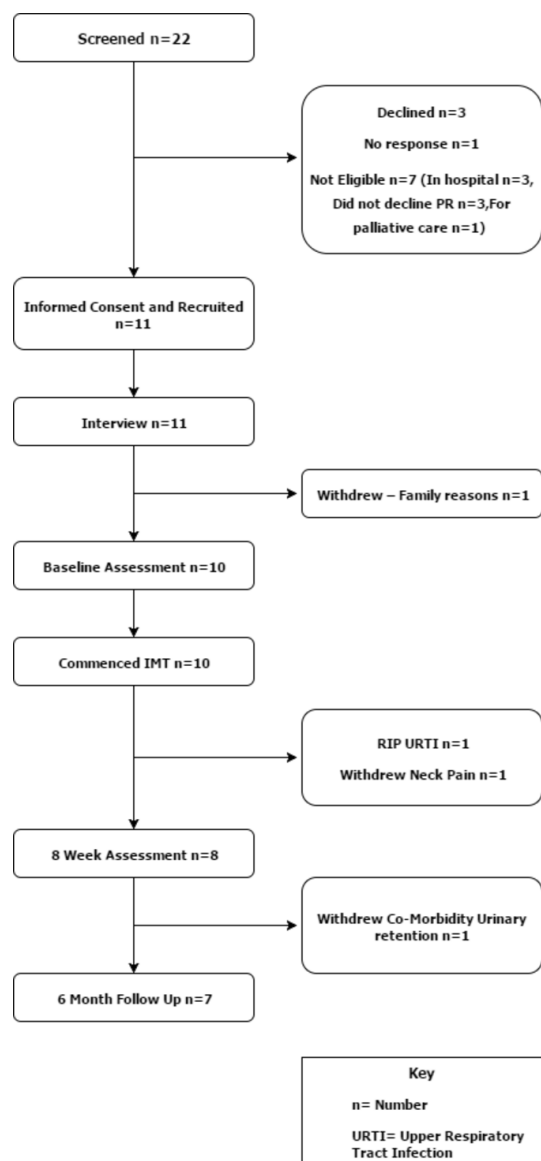 Screened n=22
Declined n=3
No response n=1
Not Eligible n=7 (In hospital n=3,
Did not decline PR n=3,For
palliative care n=1)
Informed Consent and Recruited
n=11
Interview n=11
Withdrew – Family reasons n=1
Baseline Assessment n=10
Commenced IMT n=10
RIP URTI n=1
Withdrew Neck Pain n=1
8 Week Assessment n=8
Withdrew Co-Morbidity Urinary
retention n=1
6 Month Follow Up n=7
Key
n= Number
URTI= Upper Respiratory
Tract Infection